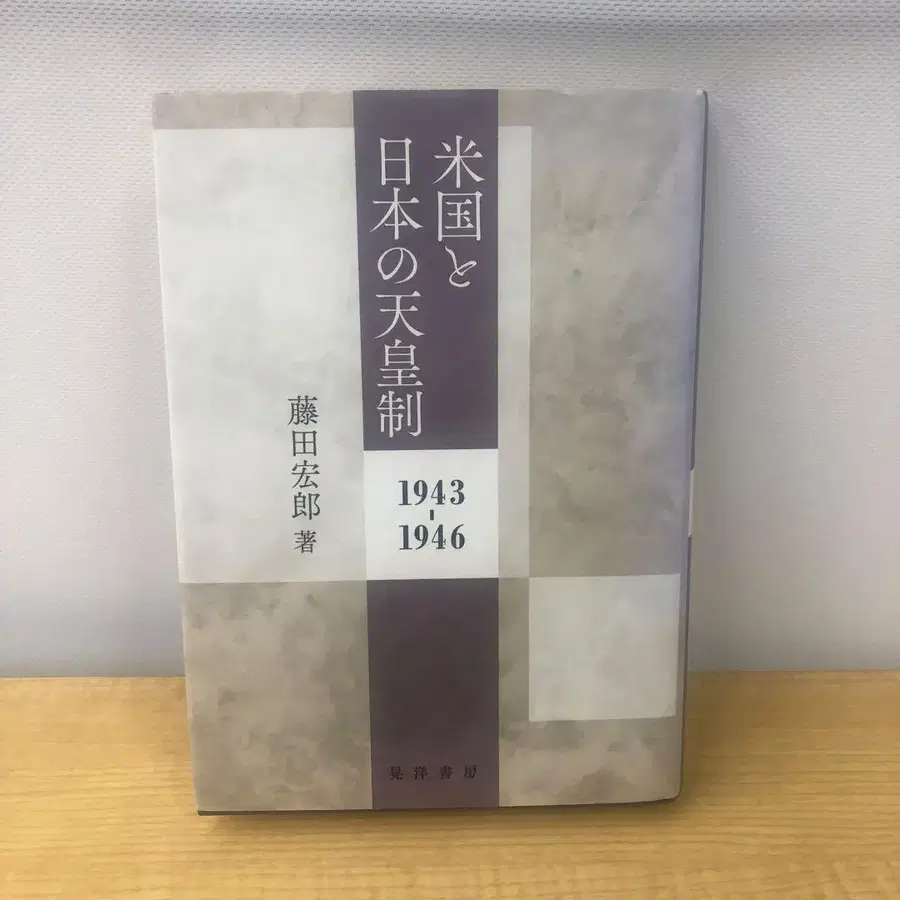 米国と
日本の天皇制
1943
-
1946
藤田宏郎 著
晃洋書房